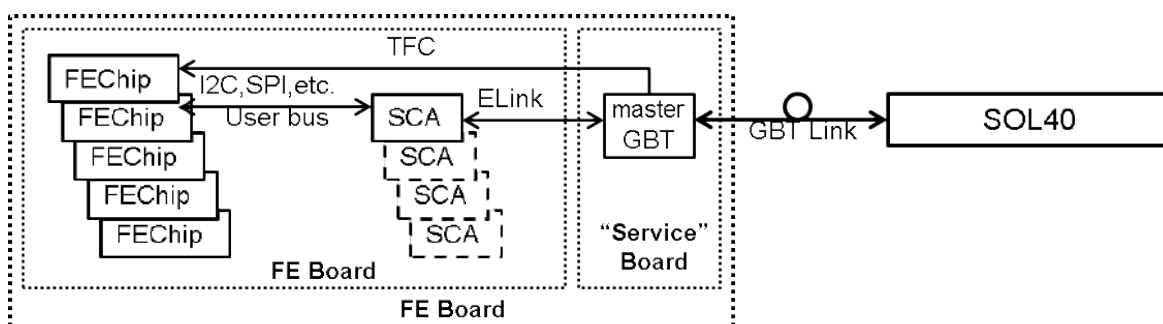 TFC
FEChip
I2C,SPI,etc.
FEChip
User bus
SCA
ELink
master
GBT
GBT Link
SOL40
FEChip
SCA
FEChip
SCA
FEChip
SCA
"Service"
Board
FE Board
FE Board